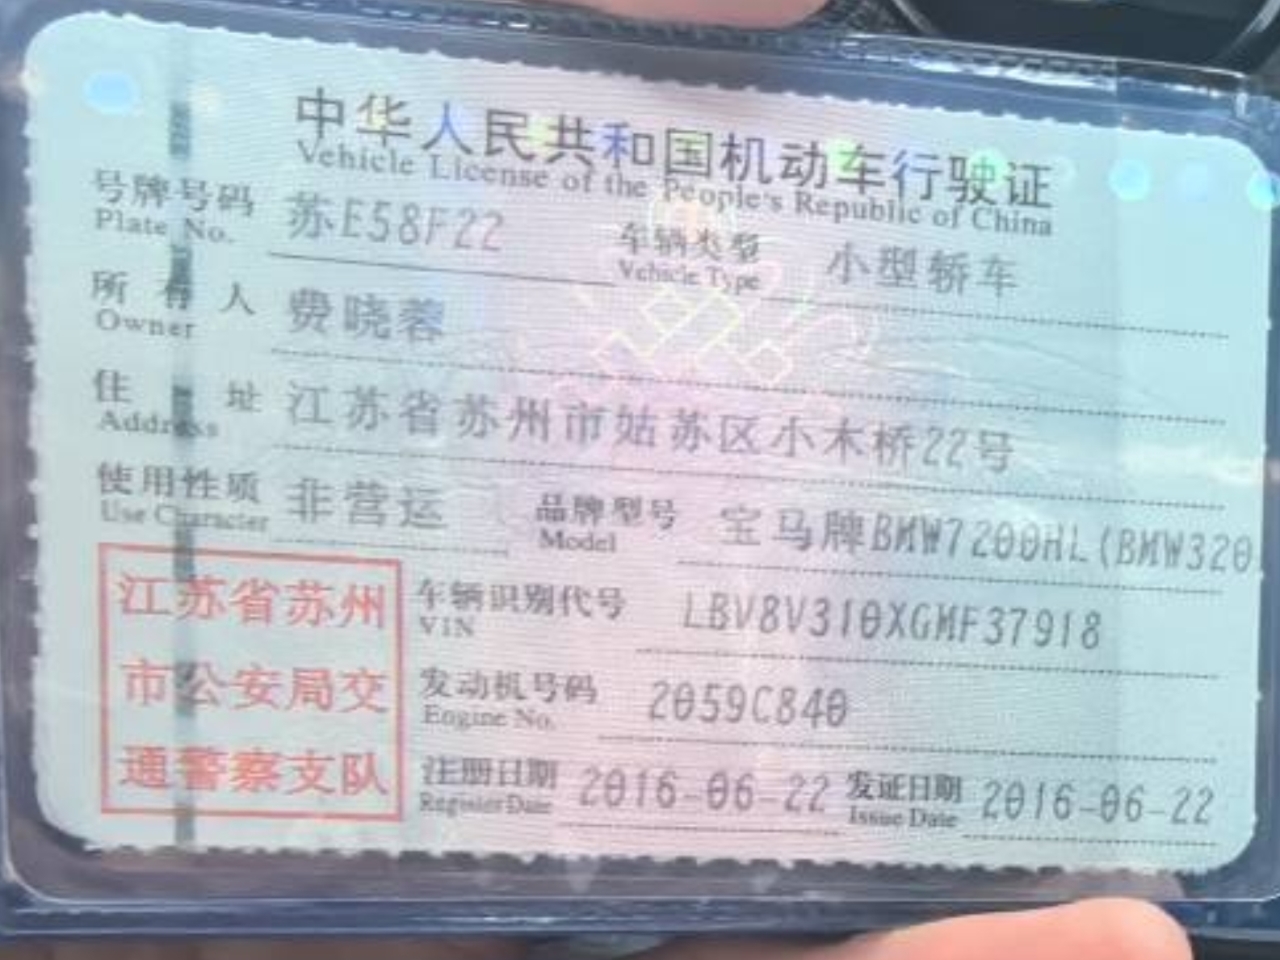 中华人民共和国机动车行驶证
Vehicle License of the People's Republic of China
号牌号码 苏E58F22 车辆类型 小型轿车
Plate No. Vehicle Type
所有人 费晓蓉
Owner
住址 江苏省苏州市姑苏区小木桥22号
Address
使用性质 非营运 品牌型号 宝马牌BMW7200HL(BMW320
Use Character Model
江苏省苏州
市公安局交
通警察支队
车辆识别代号 LBV8V310XGMF37918
VIN
发动机号码 2059C840
Engine No.
注册日期 2016-06-22 发证日期 2016-06-22
Register Date Issue Date